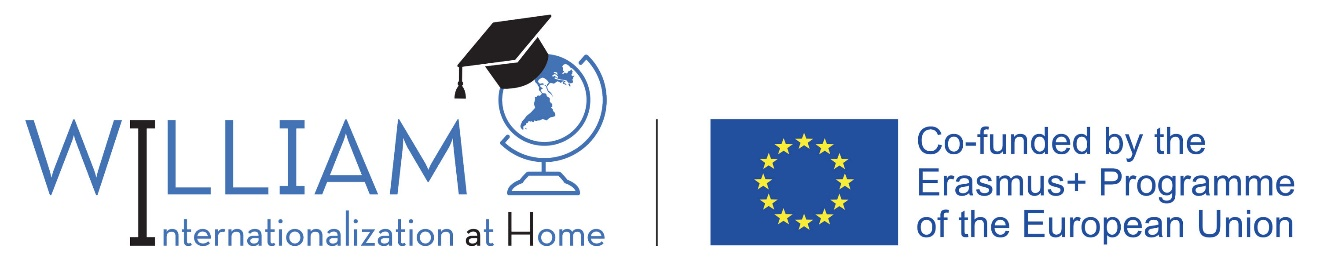 WILLIAM
Internationalization at Home
Co-funded by the
Erasmus+ Programme
of the European Union